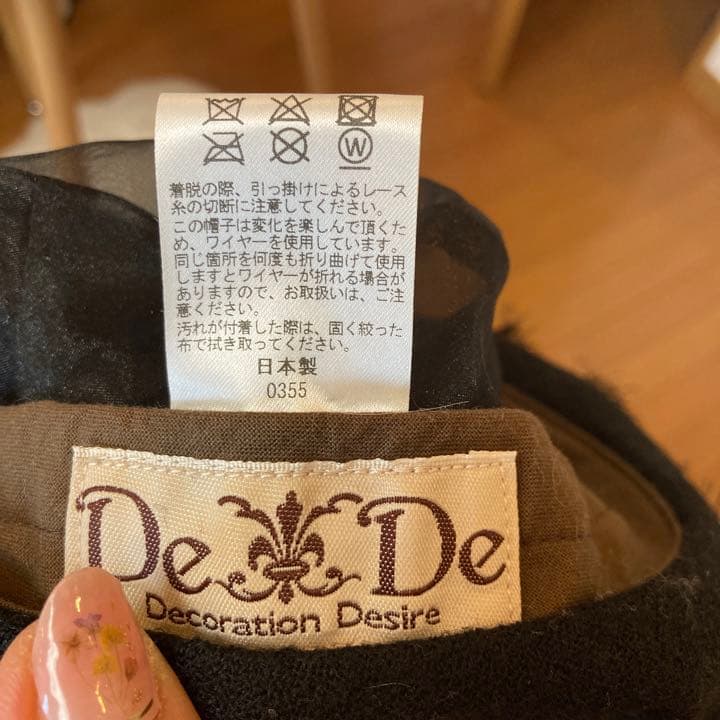 W
着脱の際、引っ掛けによるレース
糸の切断に注意してください。
この帽子は変化を楽しんで頂くた
め、ワイヤーを使用しています。
同じ箇所を何度も折り曲げて使用
しますとワイヤーが折れる場合が
ありますので、お取扱いは、ご注
意ください。
汚れが付着した際は、固く絞った
布で拭き取ってください。
日本製
0355
De De
Decoration Desire